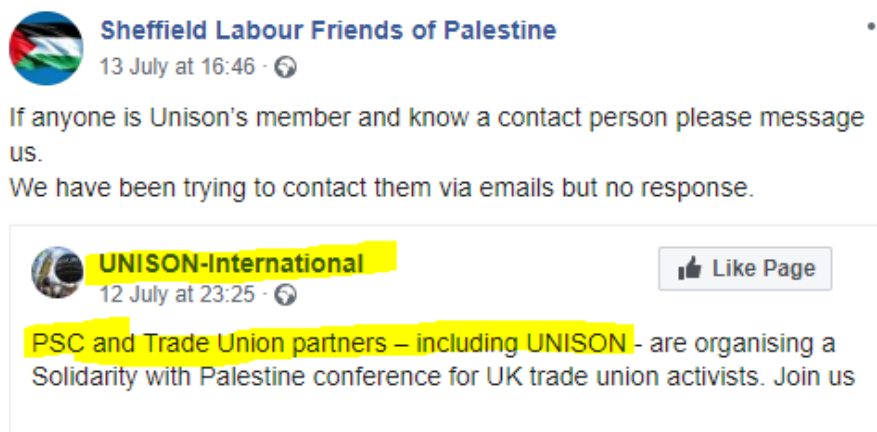 Sheffield Labour Friends of Palestine
13 July at 16:46 ·
If anyone is Unison's member and know a contact person please message
us.
We have been trying to contact them via emails but no response.
UNISON-International
Like Page
12 July at 23:25 ·
PSC and Trade Union partners – including UNISON - are organising a
Solidarity with Palestine conference for UK trade union activists. Join us